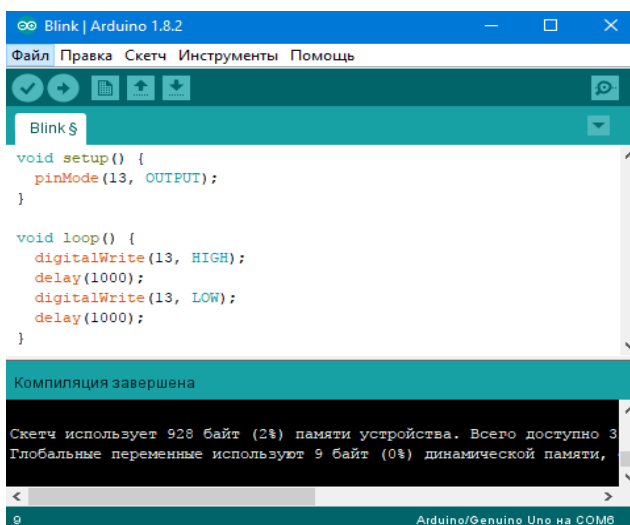 Blink | Arduino 1.8.2
Файл Правка Скетч Инструменты Помощь
Blink §
void setup() {
  pinMode(13, OUTPUT);
}
void loop() {
  digitalWrite(13, HIGH);
  delay(1000);
  digitalWrite(13, LOW);
  delay(1000);
}
Компиляция завершена
Скетч использует 928 байт (2%) памяти устройства. Всего доступно 3
Глобальные переменные используют 9 байт (0%) динамической памяти,
9 Arduino/Genuino Uno на COM6